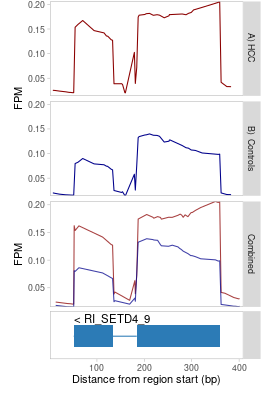 0.20
0.15
0.10
0.05
A) HCC
0.20
0.15
0.10
0.05
B) Controls
FPM
0.20
0.15
0.10
0.05
Combined
FPM
< RI_SETD4_9
100
200
300
400
Distance from region start (bp)